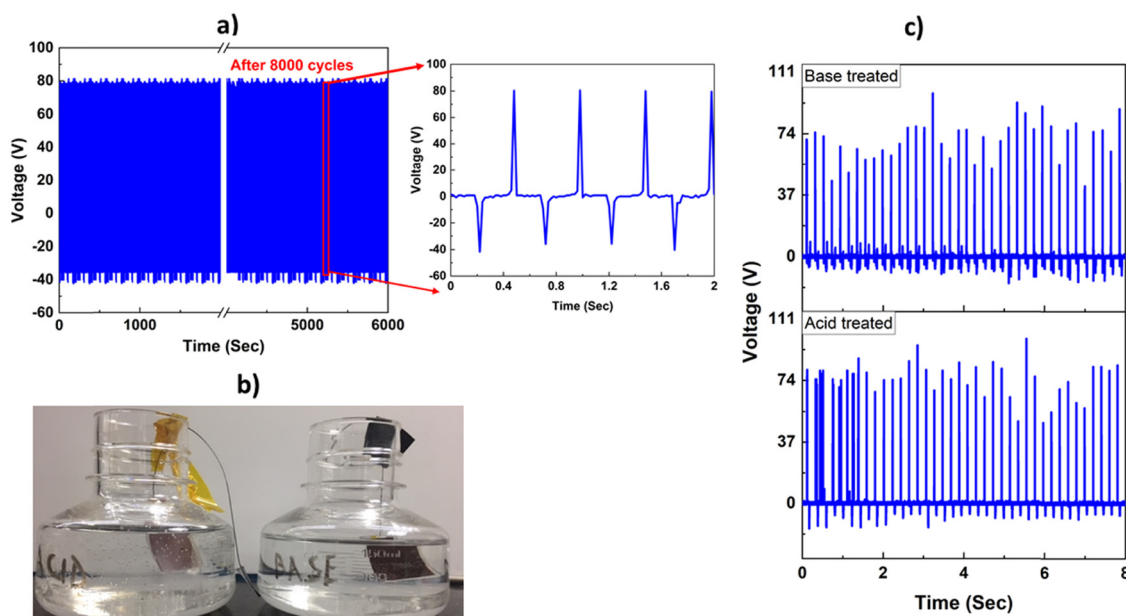 a)
After 8000 cycles
Voltage (V)
100
80
60
40
20
0
-20
-40
-60
0
1000
5000
6000
Time (Sec)
Voltage (V)
100
80
60
40
20
0
-20
-40
-60
0
0.4
0.8
1.2
1.6
2
Time (Sec)
b)
ACID
BASE
c)
Base treated
111
74
37
0
Acid treated
111
74
37
0
Voltage (V)
0
2
4
6
8
Time (Sec)